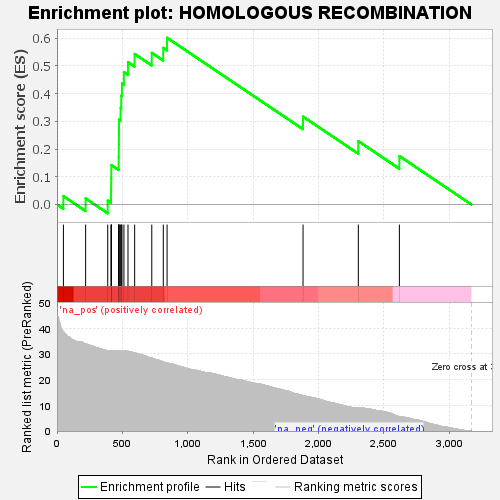 Enrichment plot: HOMOLOGOUS RECOMBINATION
Enrichment score (ES)
0.6
0.5
0.4
0.3
0.2
0.1
0.0
'na_pos' (positively correlated)
Ranked list metric (PreRanked)
50
40
30
20
10
0
Zero cross at 3
'na_neg' (negatively correlated)
0
500
1,000
1,500
2,000
2,500
3,000
Rank in Ordered Dataset
Enrichment profile
Hits
Ranking metric scores